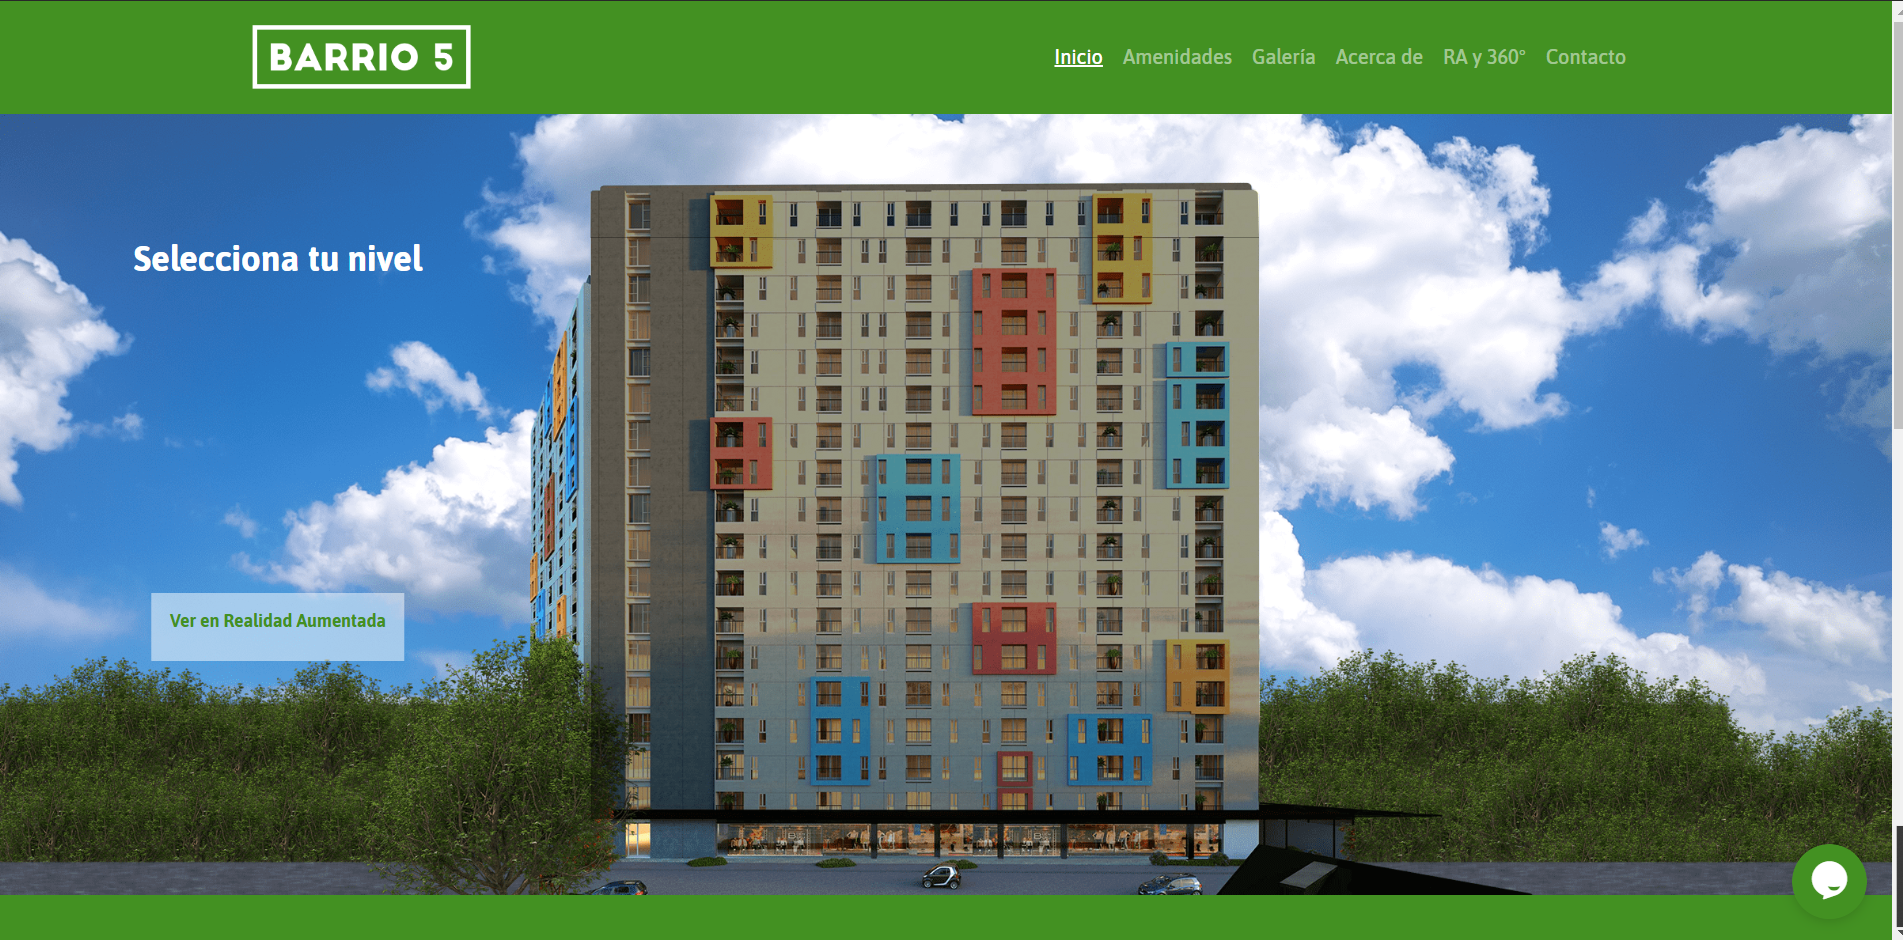 BARRIO 5
Inicio Amenidades Galería Acerca de RA y 360° Contacto
Selecciona tu nivel
Ver en Realidad Aumentada